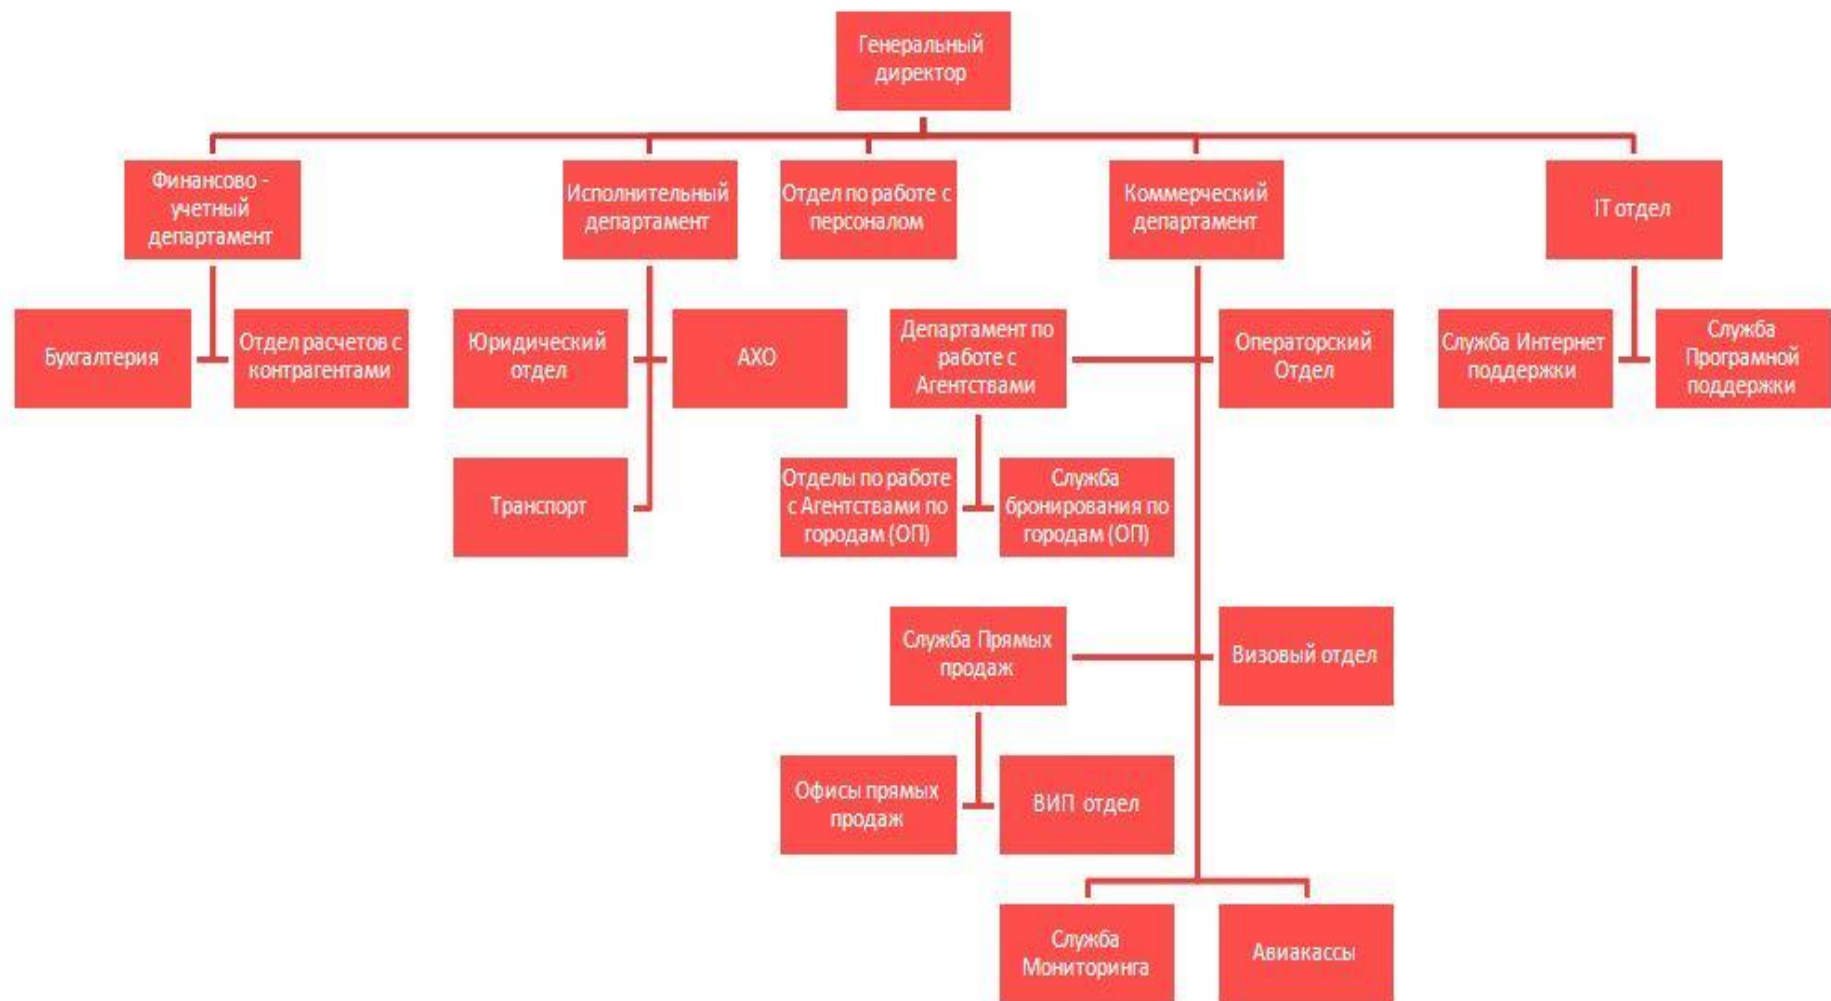 Генеральный
директор
Финансово -
учетный
департамент
Исполнительный
департамент
Отдел по работе с
персоналом
Коммерческий
департамент
IT отдел
Бухгалтерия
Отдел расчетов с
контрагентами
Юридический
отдел
АХО
Департамент по
работе с
Агентствами
Операторский
Отдел
Служба Интернет
поддержки
Служба
Програмной
поддержки
Транспорт
Отделы по работе
с Агентствами по
городам (ОП)
Служба
бронирования по
городам (ОП)
Служба Прямых
продаж
Визовый отдел
Офисы прямых
продаж
ВИП отдел
Служба
Мониторинга
Авиакассы